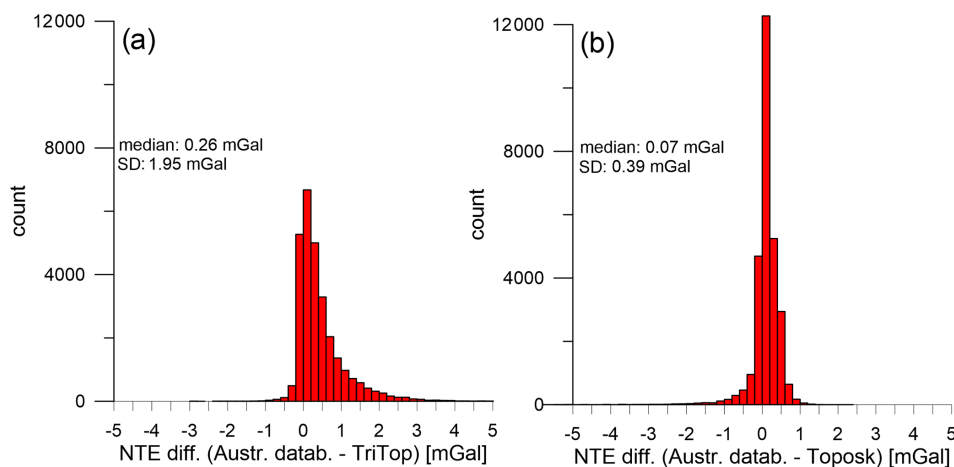 (a)
12000
8000
4000
0
count
median: 0.26 mGal
SD: 1.95 mGal
-5 -4 -3 -2 -1 0 1 2 3 4 5
NTE diff. (Austr. datab. - TriTop) [mGal]
(b)
12000
8000
4000
0
count
median: 0.07 mGal
SD: 0.39 mGal
-5 -4 -3 -2 -1 0 1 2 3 4 5
NTE diff. (Austr. datab. - Toposk) [mGal]